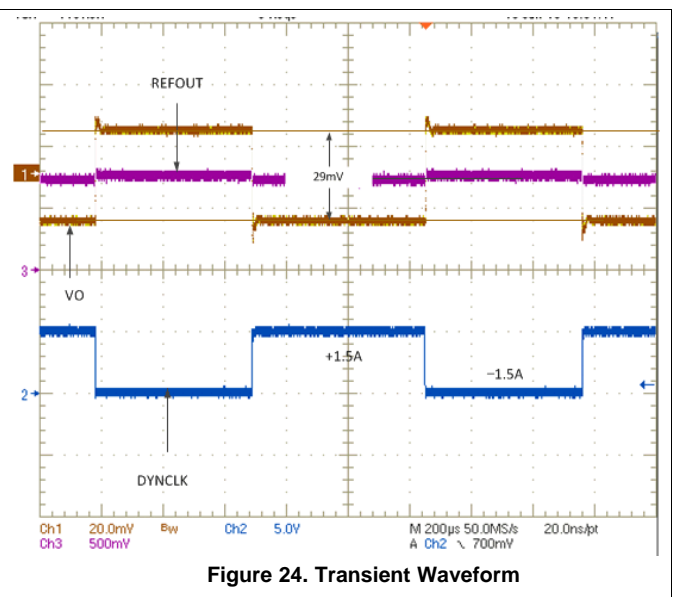 REFOUT
1
29mV
3
VO
+1.5A
−1.5A
2
DYNCLK
Ch1 20.0mV BW Ch2 5.0V M 200µs 50.0MS/s 20.0ns/pt
Ch3 500mV A Ch2 \ 700mV
Figure 24. Transient Waveform